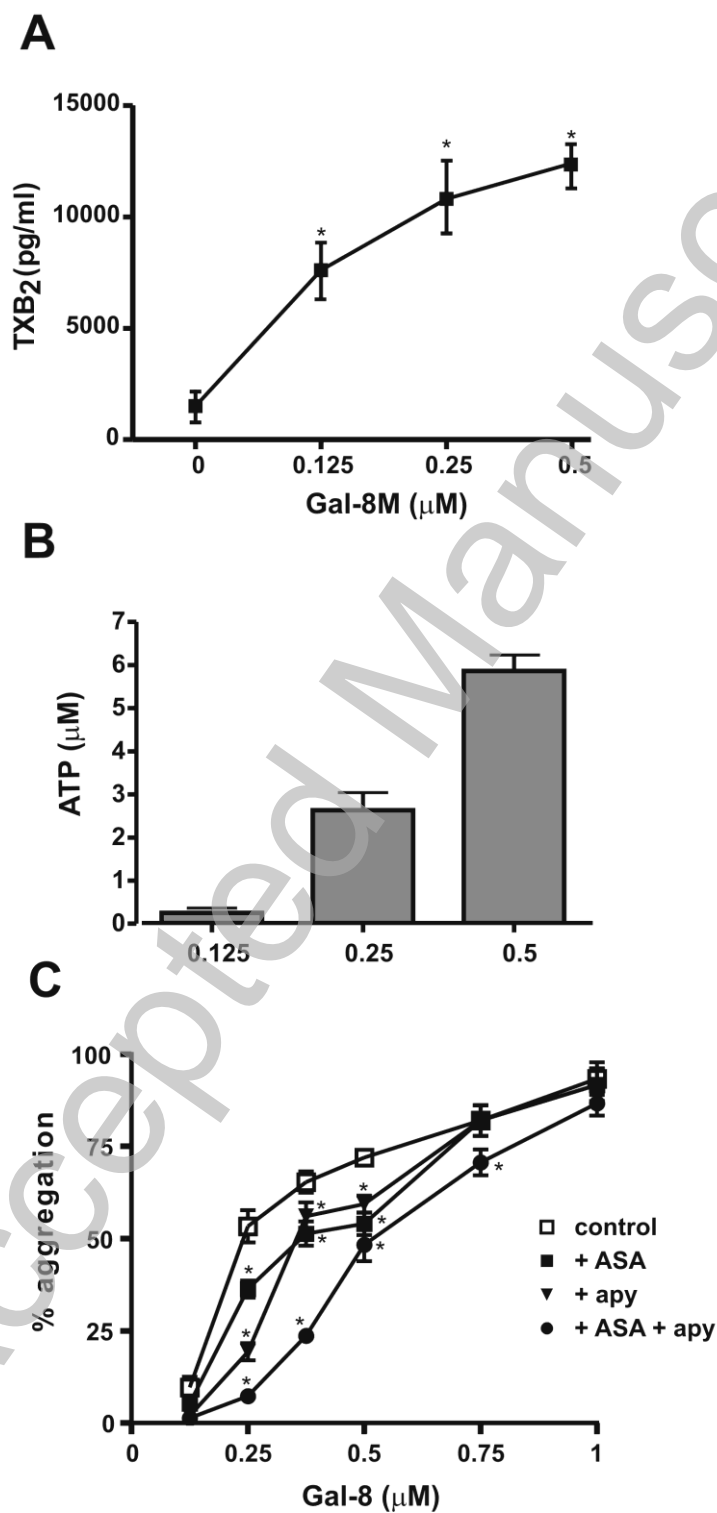 A
15000
10000
5000
0
TXB2(pg/ml)
*
*
*
0 0.125 0.25 0.5
Gal-8M (μM)
B
7
6
5
4
3
2
1
0
ATP (μM)
0.125 0.25 0.5
C
100
75
50
25
0
% aggregation
*
*
*
*
*
*
*
*
*
*
*
0 0.25 0.5 0.75 1
Gal-8 (μM)
control
+ ASA
+ apy
+ ASA + apy
Accepted Manusc